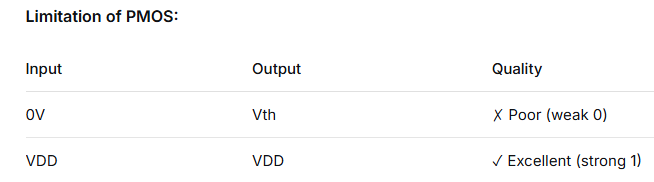 Limitation of PMOS:
Input Output Quality
0V Vth ✗ Poor (weak 0)
VDD VDD ✓ Excellent (strong 1)